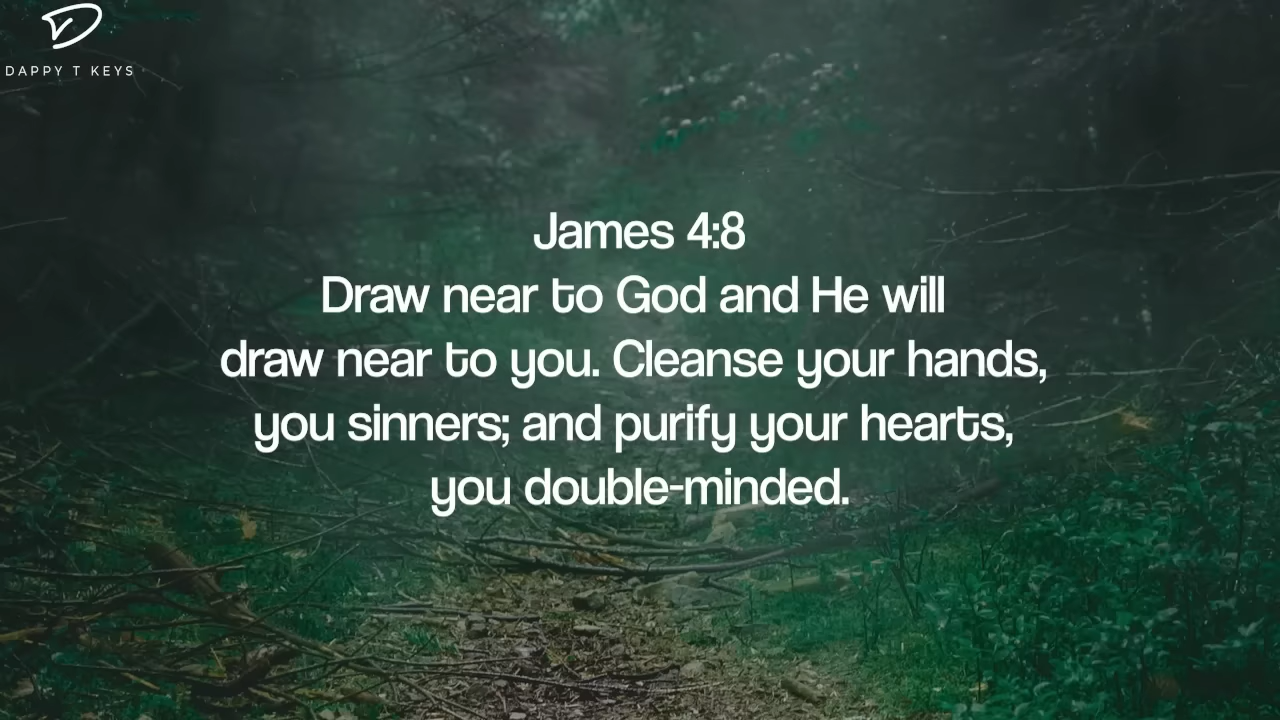 DAPPY T KEYS
James 4:8
Draw near to God and He will
draw near to you. Cleanse your hands,
you sinners; and purify your hearts,
you double-minded.